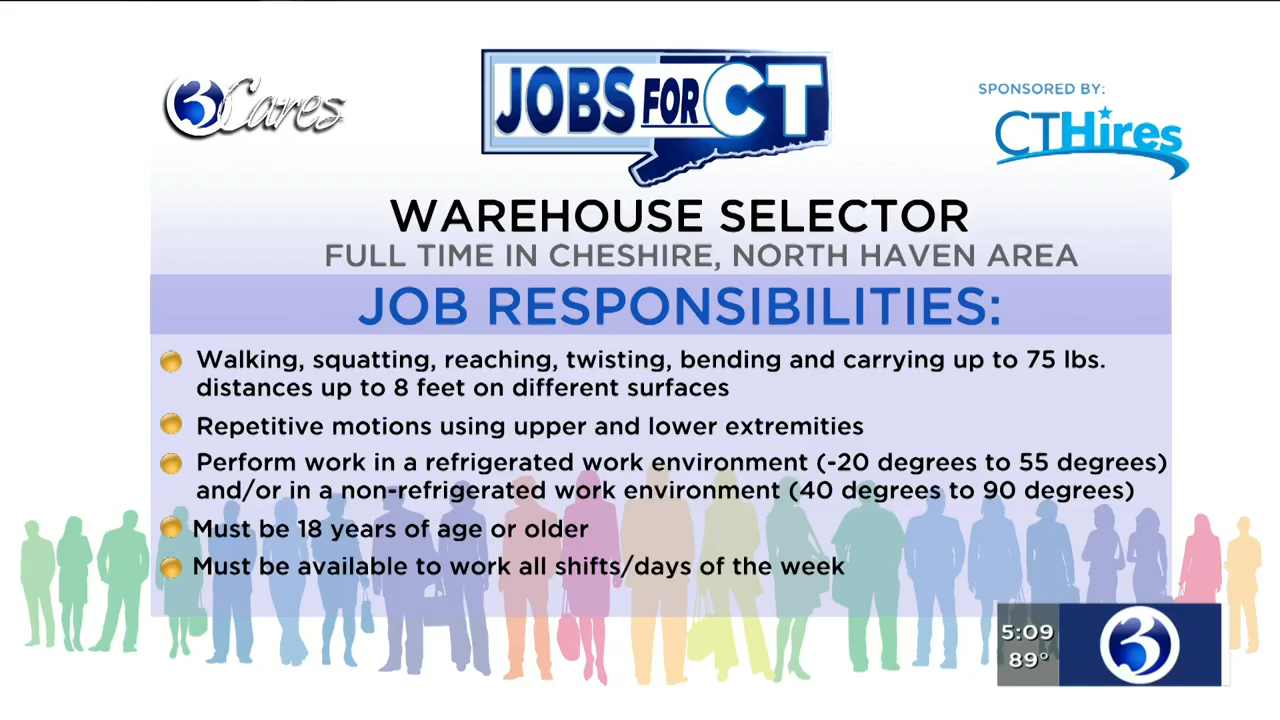 3 Cares
JOBS FOR CT
SPONSORED BY:
CTHires
WAREHOUSE SELECTOR
FULL TIME IN CHESHIRE, NORTH HAVEN AREA
JOB RESPONSIBILITIES:
Walking, squatting, reaching, twisting, bending and carrying up to 75 lbs.
distances up to 8 feet on different surfaces
Repetitive motions using upper and lower extremities
Perform work in a refrigerated work environment (-20 degrees to 55 degrees)
and/or in a non-refrigerated work environment (40 degrees to 90 degrees)
Must be 18 years of age or older
Must be available to work all shifts/days of the week
5:09
89°
3